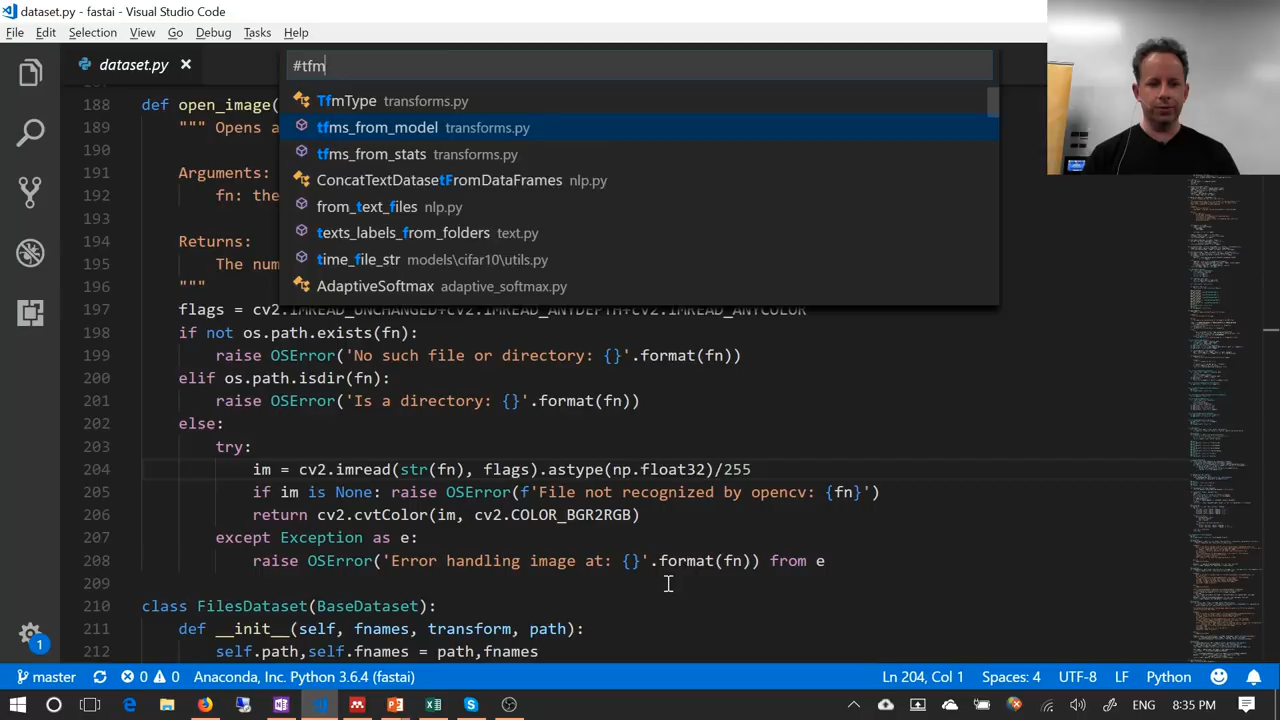 dataset.py - fastai - Visual Studio Code
File Edit Selection View Go Debug Tasks Help
dataset.py
#tfm
TfmType transforms.py
tfms_from_model transforms.py
tfms_from_stats transforms.py
ConcatTextDatasetFromDataFrames nlp.py
from_text_files nlp.py
texts_labels_from_folders text.py
time_file_str models\cifar10\utils.py
AdaptiveSoftmax adaptive_softmax.py
188 def open_image(
189 """ Opens a
190
191 Arguments:
192 fn: the
193
194 Returns:
195 The num
196 """
197 flags = cv2.IMREAD_UNCHANGED+cv2.IMREAD_ANYDEPTH+cv2.IMREAD_ANYCOLOR
198 if not os.path.exists(fn):
199 raise OSError('No such file or directory: {}'.format(fn))
200 elif os.path.isdir(fn):
201 raise OSError('Is a directory: {}'.format(fn))
202 else:
203 try:
204 im = cv2.imread(str(fn), flags).astype(np.float32)/255
205 if im is None: raise OSError(f'File not recognized by opencv: {fn}')
206 return cv2.cvtColor(im, cv2.COLOR_BGR2RGB)
207 except Exception as e:
208 raise OSError('Error handling image at: {}'.format(fn)) from e
209
210 class FilesDataset(BaseDataset):
211 def __init__(self, fnames, transform, path):
212 self.path,self.fnames = path,fnames
1
master 0 0 Anaconda, Inc. Python 3.6.4 (fastai) Ln 204, Col 1 Spaces: 4 UTF-8 LF Python
8:35 PM